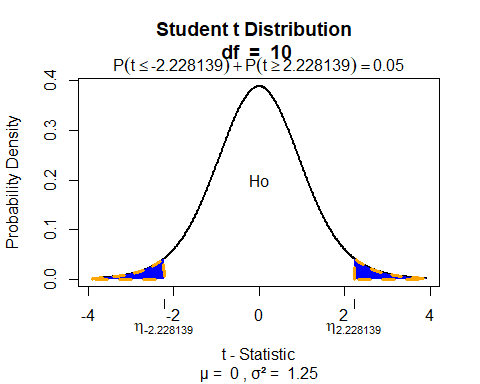 Student t Distribution
df = 10
P(t ≤ -2.228139) + P(t ≥ 2.228139) = 0.05
Probability Density
0.0 0.1 0.2 0.3 0.4
Ho
-4 -2 0 2 4
η-2.228139 η2.228139
t - Statistic
μ = 0 , σ² = 1.25